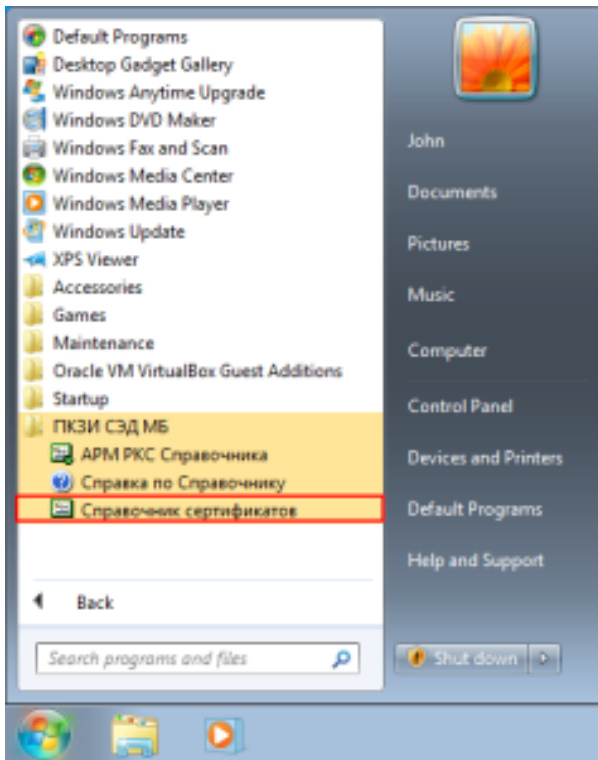 Default Programs
Desktop Gadget Gallery
Windows Anytime Upgrade
Windows DVD Maker
Windows Fax and Scan
Windows Media Center
Windows Media Player
Windows Update
XPS Viewer
Accessories
Games
Maintenance
Oracle VM VirtualBox Guest Additions
Startup
ПКЗИ СЭД МБ
АРМ РКС Справочника
Справка по Справочнику
Справочник сертификатов
Back
Search programs and files
John
Documents
Pictures
Music
Computer
Control Panel
Devices and Printers
Default Programs
Help and Support
Shut down